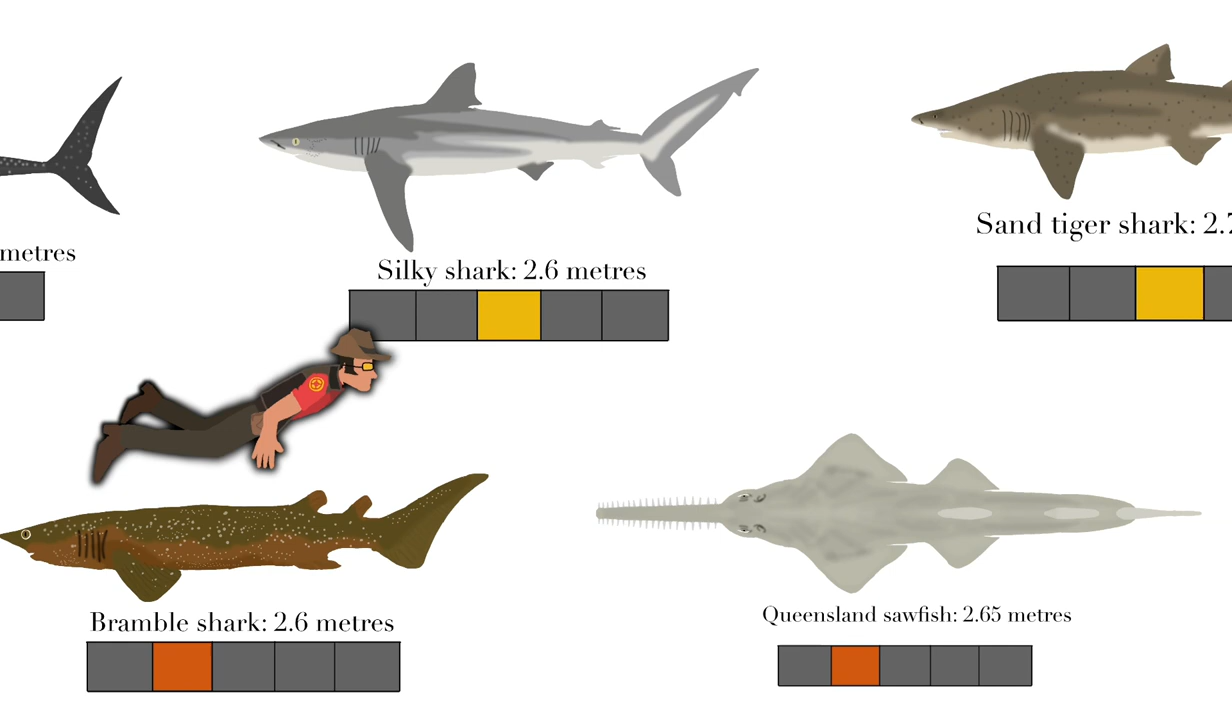 metres
Silky shark: 2.6 metres
Sand tiger shark: 2.7
Bramble shark: 2.6 metres
Queensland sawfish: 2.65 metres